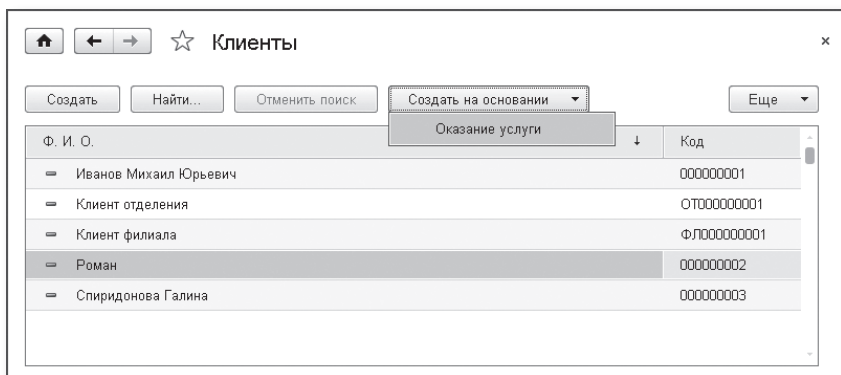 Клиенты
Создать Найти... Отменить поиск Создать на основании Еще
Оказание услуги
Ф. И. О. Код
Иванов Михаил Юрьевич 000000001
Клиент отделения ОТ000000001
Клиент филиала ФЛ000000001
Роман 000000002
Спиридонова Галина 000000003